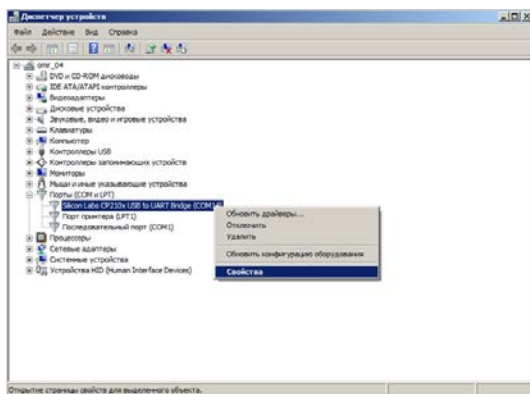 Диспетчер устройств
Файл Действие Вид Справка
omr_04
DVD и CD-ROM дисководы
IDE ATA/ATAPI контроллеры
Видеоадаптеры
Дисковые устройства
Звуковые, видео и игровые устройства
Клавиатуры
Компьютер
Контроллеры USB
Контроллеры запоминающих устройств
Мониторы
Мыши и иные указывающие устройства
Порты (COM и LPT)
Silicon Labs CP210x USB to UART Bridge (COM14)
Порт принтера (LPT1)
Последовательный порт (COM1)
Процессоры
Сетевые адаптеры
Системные устройства
Устройства HID (Human Interface Devices)
Обновить драйверы...
Отключить
Удалить
Обновить конфигурацию оборудования
Свойства
Открытие страницы свойств для выделенного объекта.